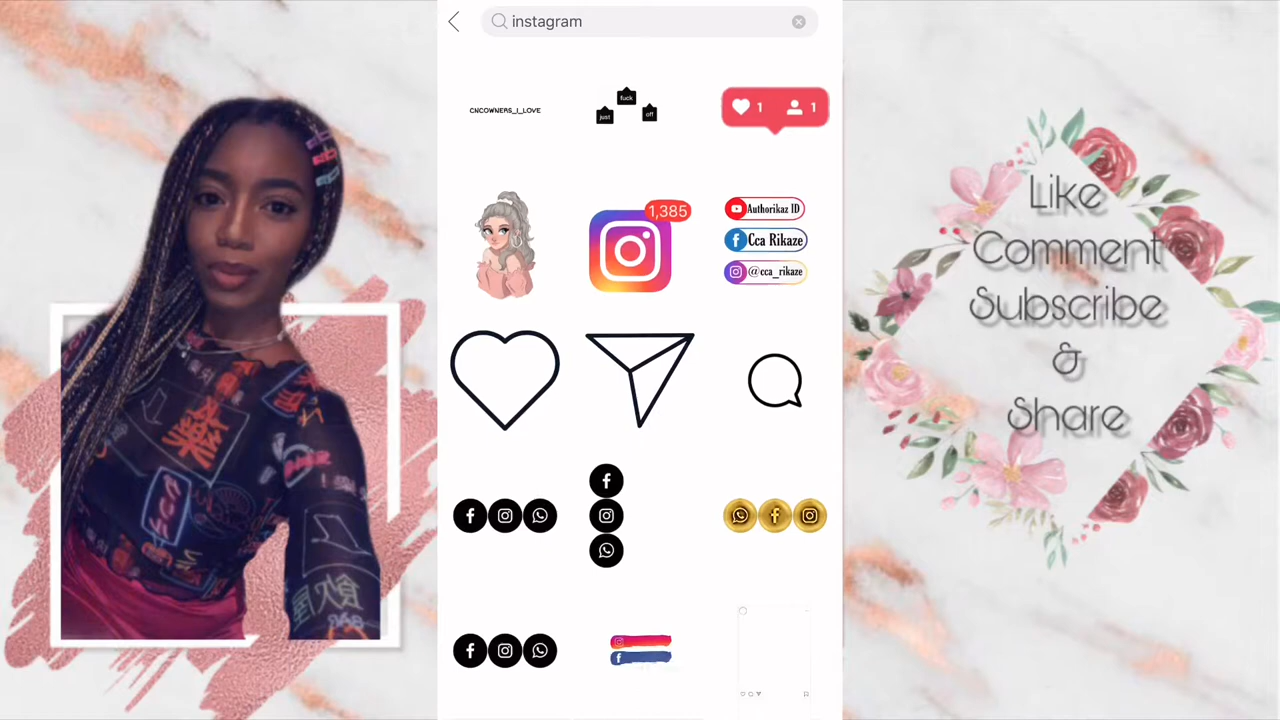 instagram
CNCOWNERS_I_LOVE
fuck
just
off
1
1
1,385
Authorikaz ID
Cca Rikaze
@cca_rikaze
Like
Comment
Subscribe
&
Share